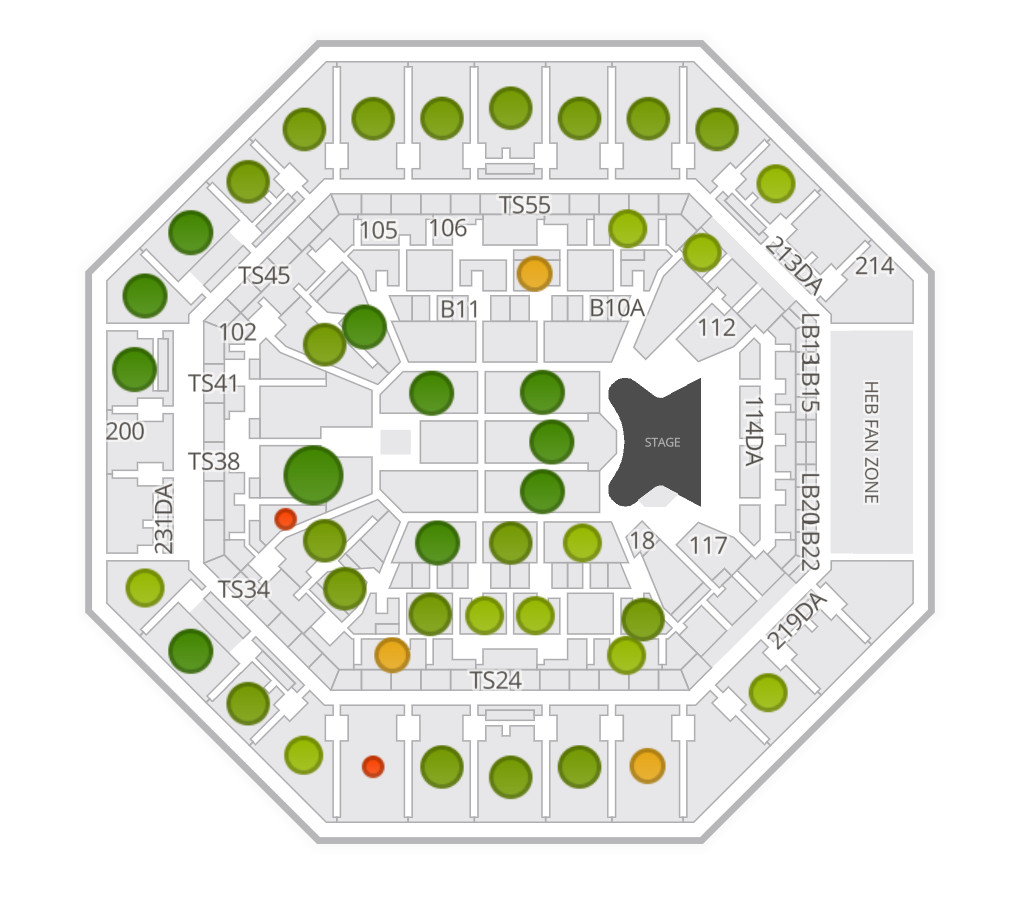 TS55
105
106
213DA
214
TS45
B11
B10A
112
102
LB13
LB15
TS41
200
114DA
STAGE
HEB FAN ZONE
TS38
231DA
LB20
LB22
18
117
TS34
219DA
TS24